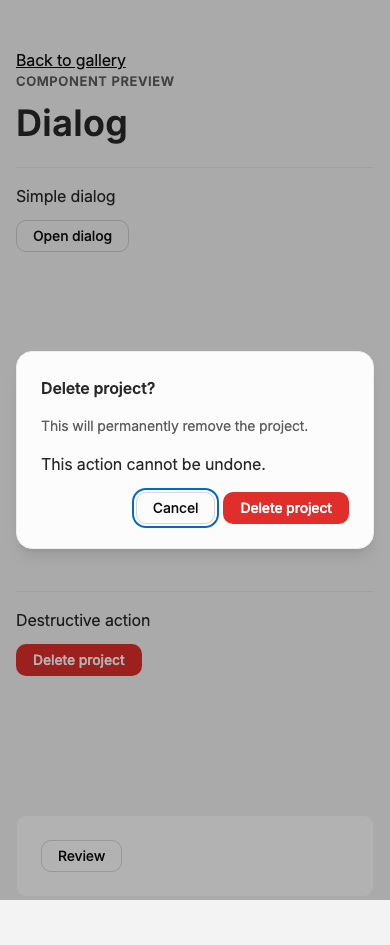 Back to gallery
COMPONENT PREVIEW
Dialog
Simple dialog
Open dialog
Delete project?
This will permanently remove the project.
This action cannot be undone.
Cancel
Delete project
Destructive action
Delete project
Review